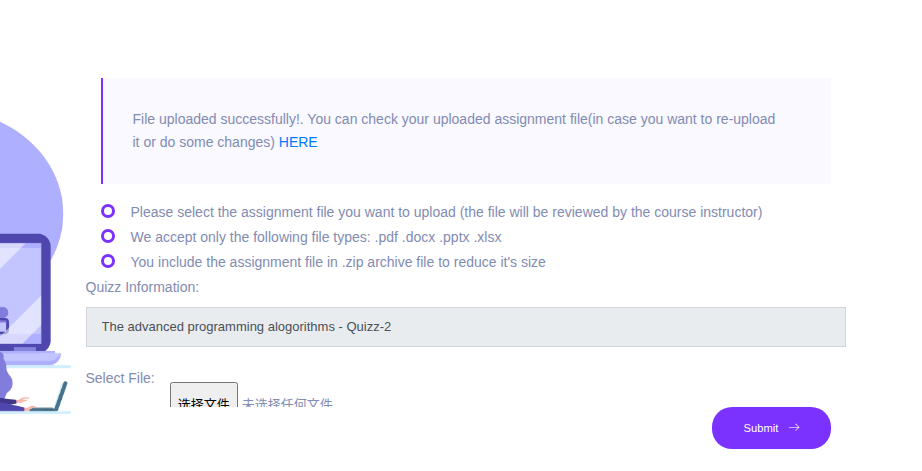 File uploaded successfully!. You can check your uploaded assignment file(in case you want to re-upload
it or do some changes) HERE
Please select the assignment file you want to upload (the file will be reviewed by the course instructor)
We accept only the following file types: .pdf .docx .pptx .xlsx
You include the assignment file in .zip archive file to reduce it's size
Quizz Information:
The advanced programming alogorithms - Quizz-2
Select File:
选择文件 未选择任何文件
Submit